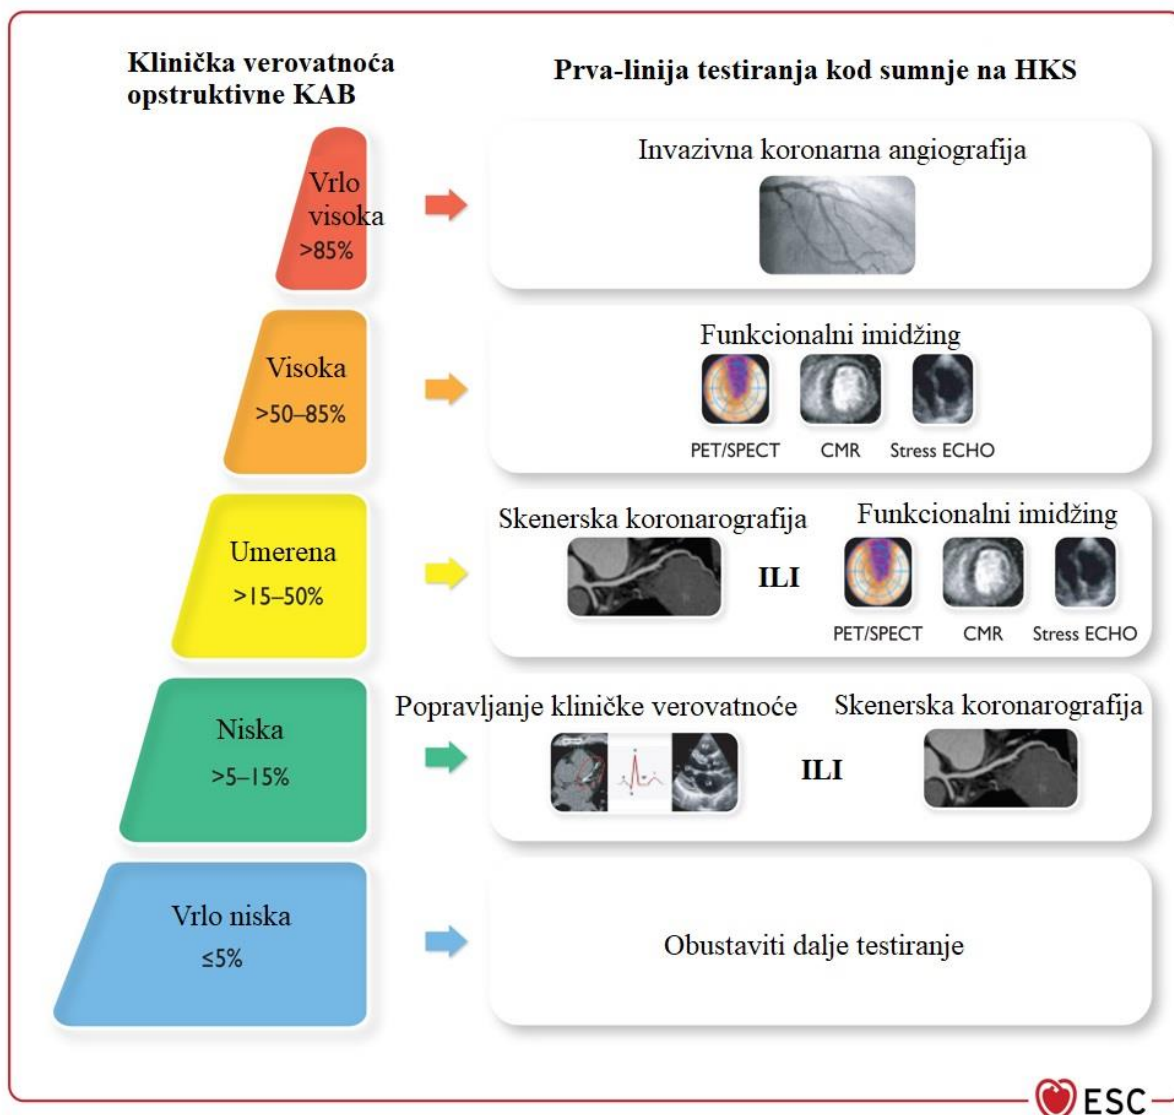 Klinička verovatnoća
opstruktivne KAB
Prva-linija testiranja kod sumnje na HKS
Vrlo
visoka
>85%
Invazivna koronarna angiografija
Visoka
>50–85%
Funkcionalni imidžing
PET/SPECT CMR Stress ECHO
Umerena
>15–50%
Skenerska koronarografija
ILI
Funkcionalni imidžing
PET/SPECT CMR Stress ECHO
Niska
>5–15%
Popravljanje kliničke verovatnoće
ILI
Skenerska koronarografija
Vrlo niska
≤5%
Obustaviti dalje testiranje
ESC